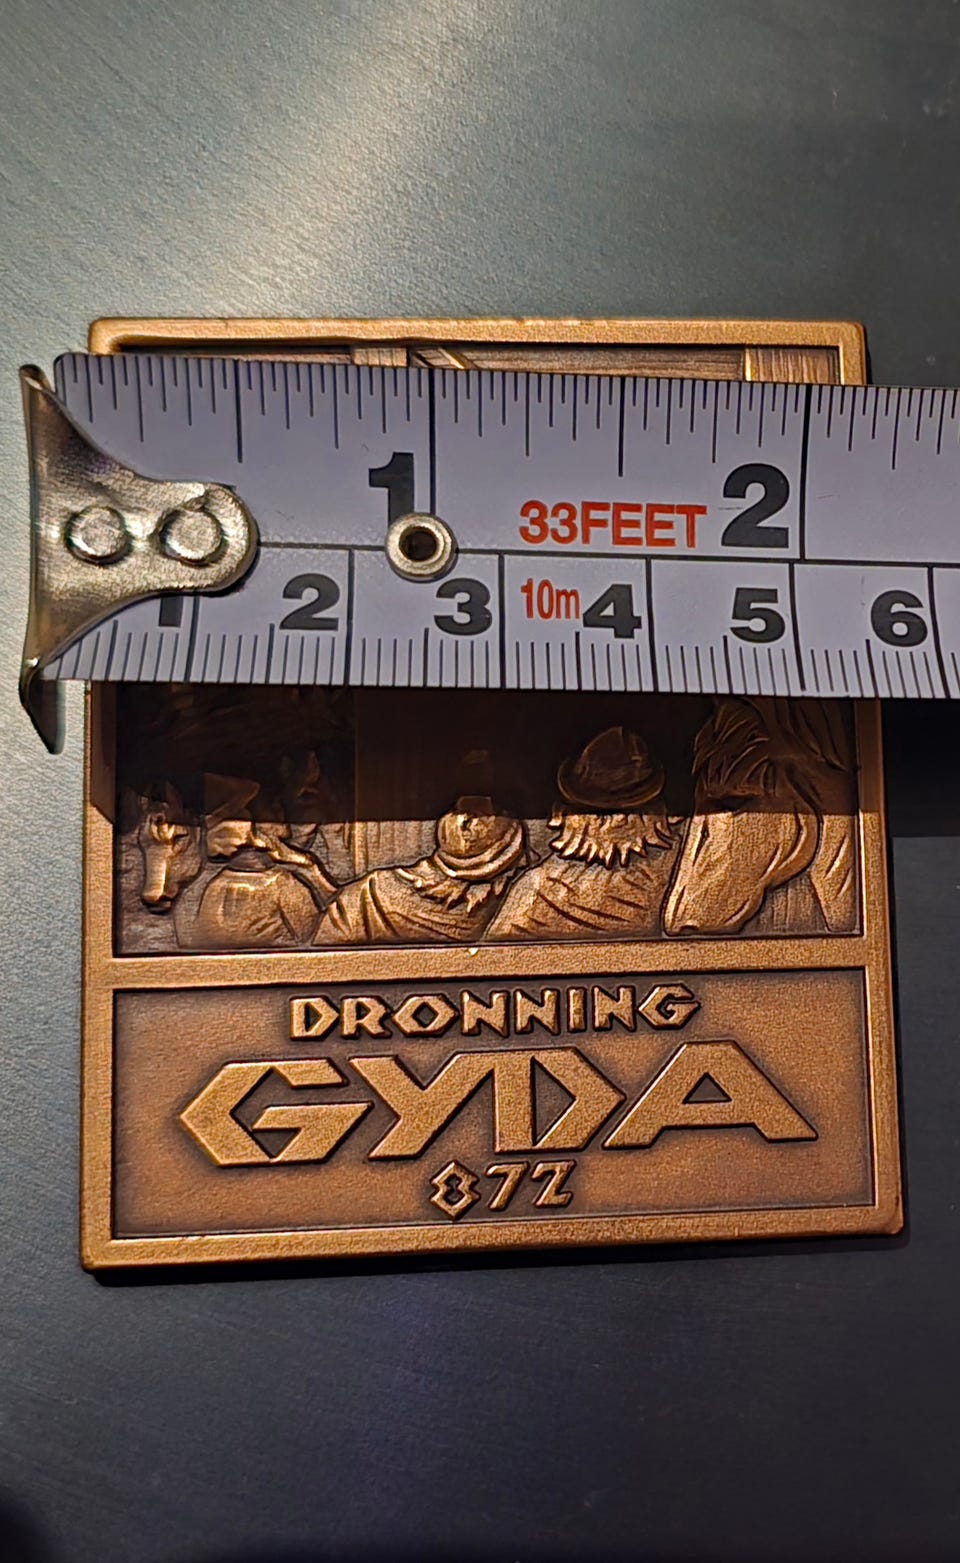 1 2
33FEET
1 2 3 10m 4 5 6
DRONNING
GYDA
872